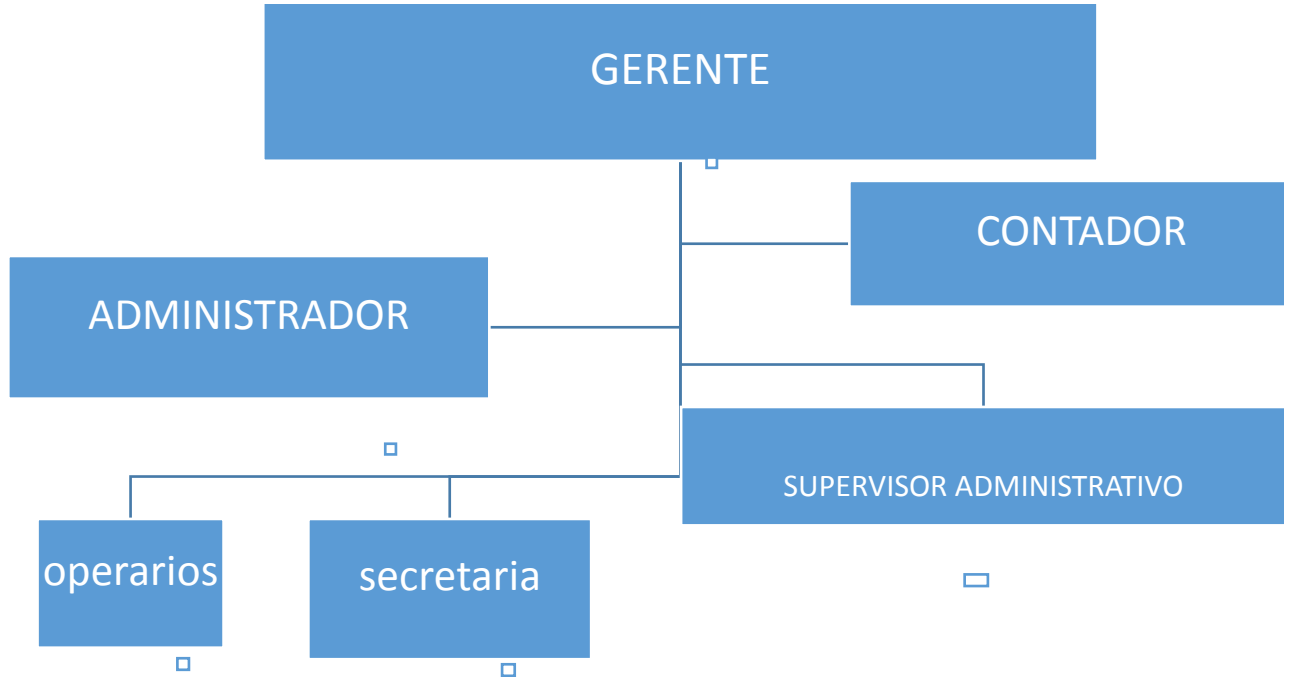 GERENTE
CONTADOR
ADMINISTRADOR
SUPERVISOR ADMINISTRATIVO
operarios
secretaria